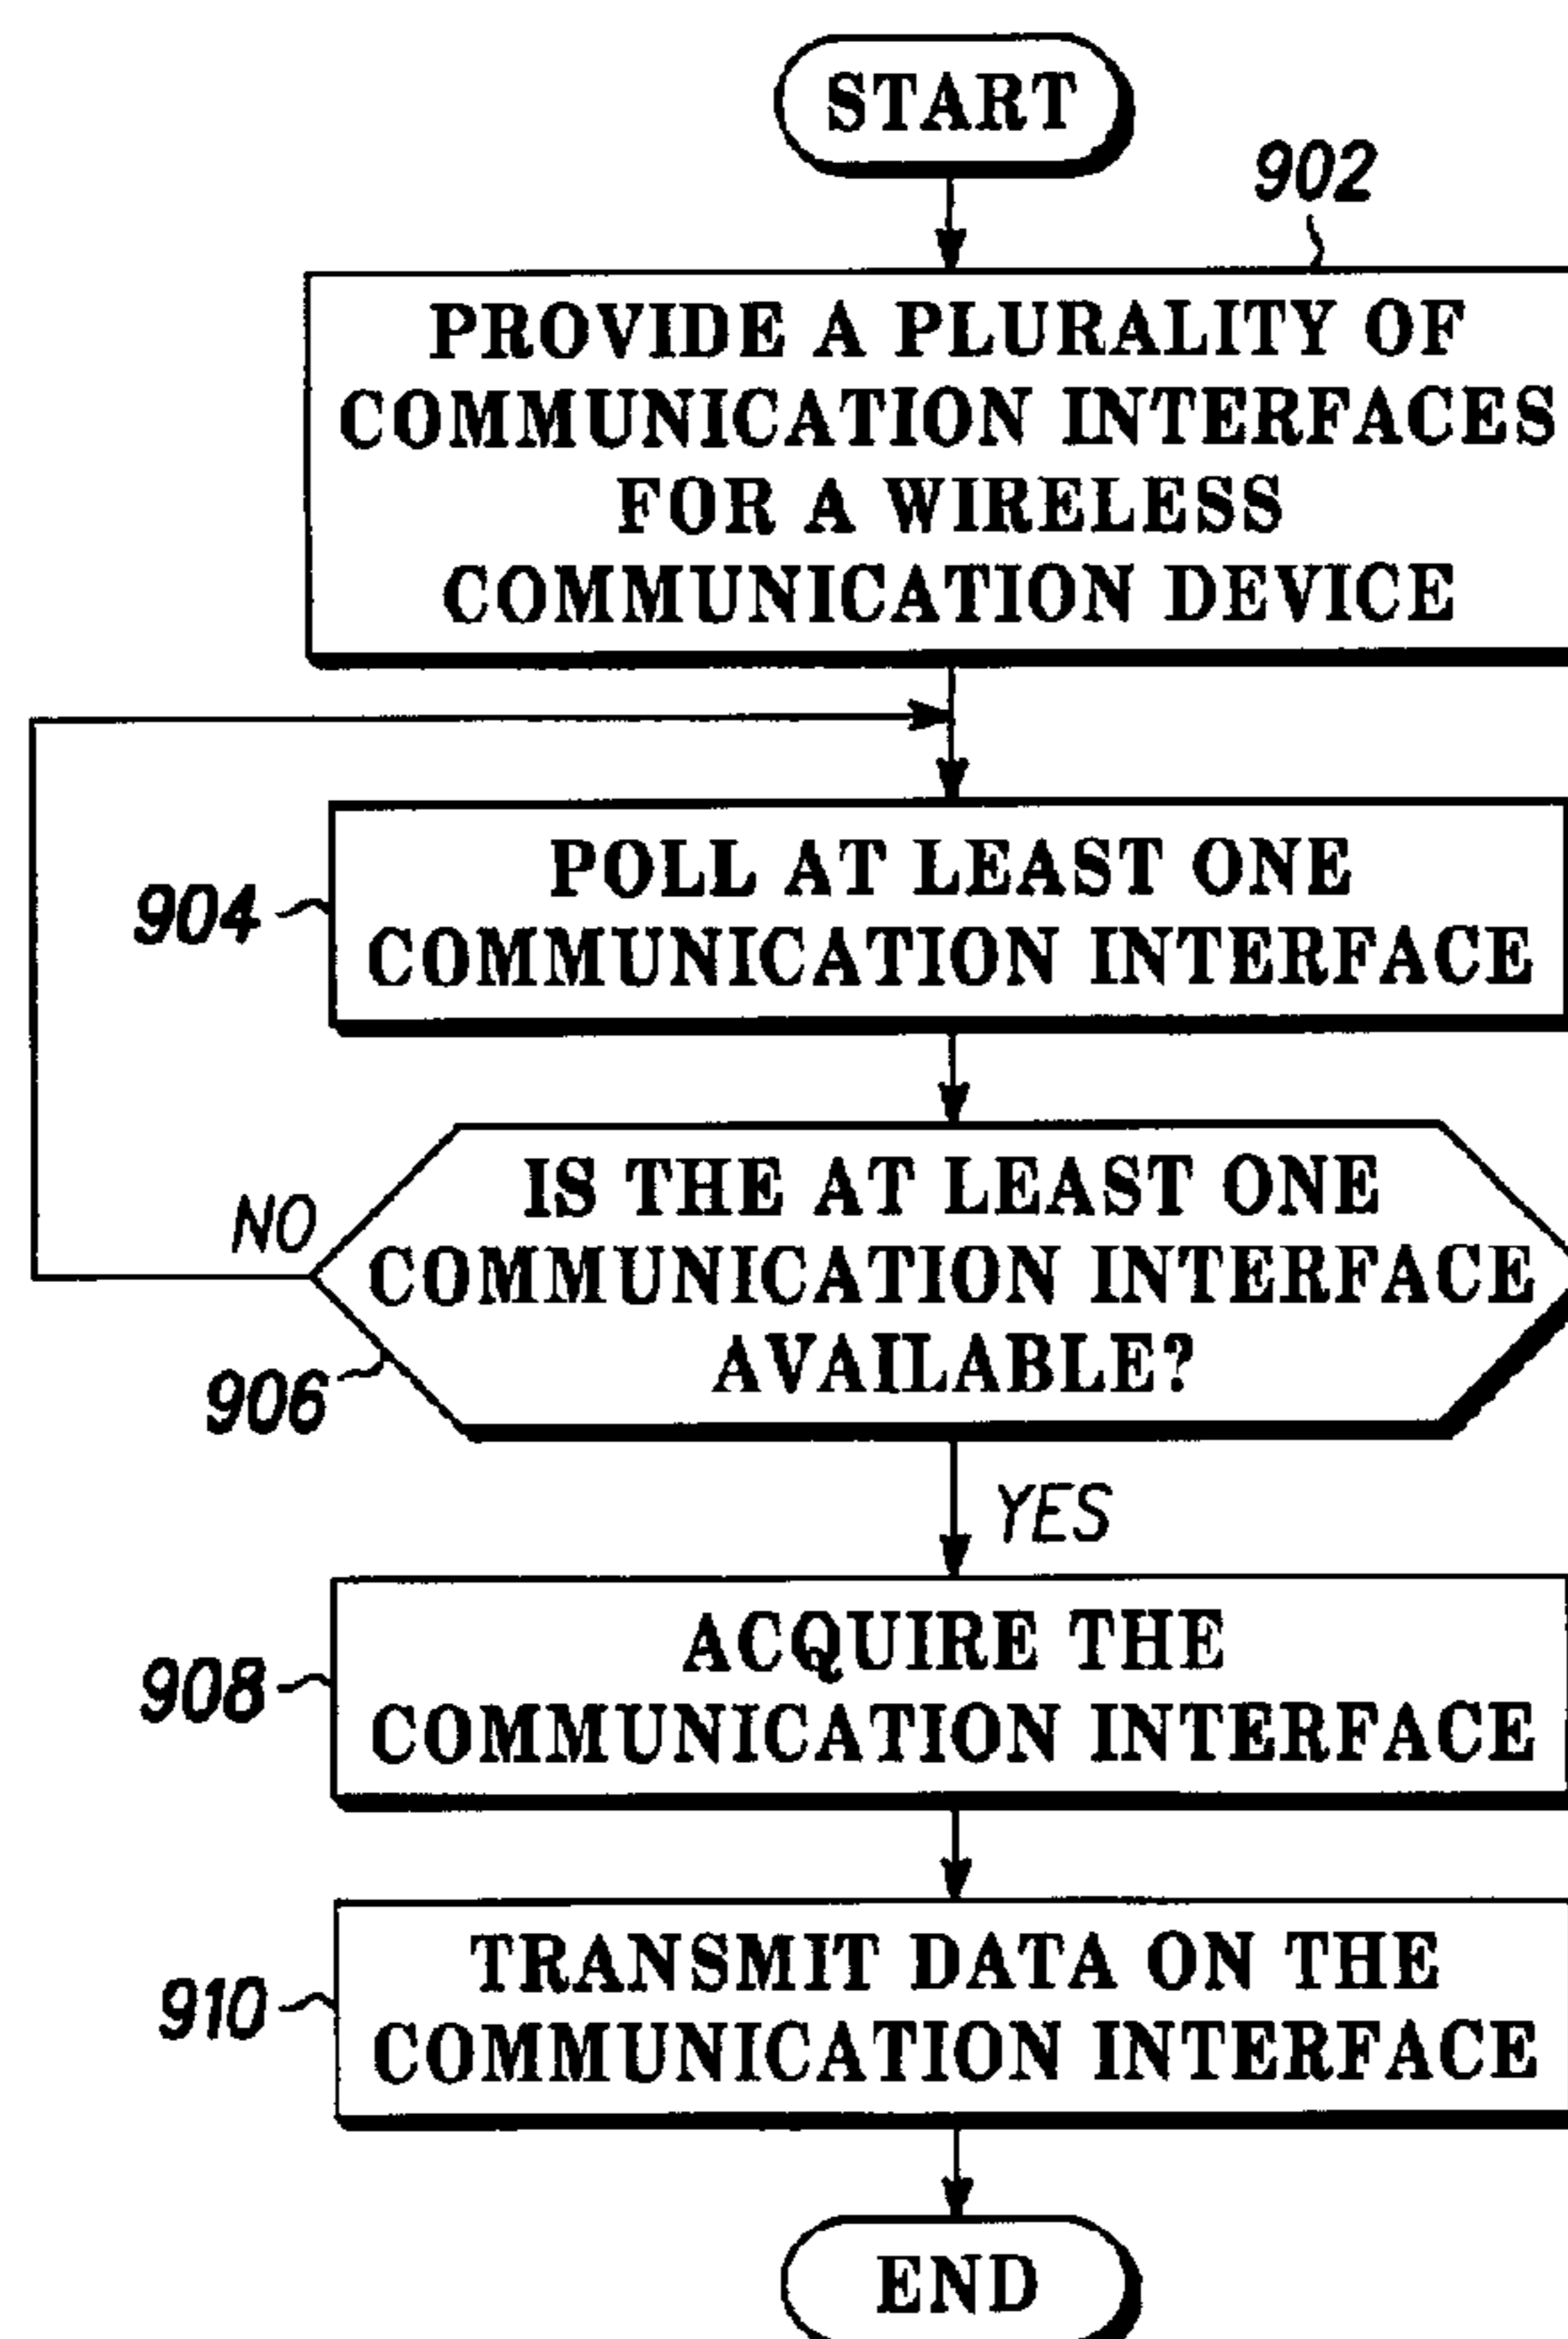 START
902
PROVIDE A PLURALITY OF
COMMUNICATION INTERFACES
FOR A WIRELESS
COMMUNICATION DEVICE
904
POLL AT LEAST ONE
COMMUNICATION INTERFACE
NO
IS THE AT LEAST ONE
COMMUNICATION INTERFACE
AVAILABLE?
906
YES
908
ACQUIRE THE
COMMUNICATION INTERFACE
910
TRANSMIT DATA ON THE
COMMUNICATION INTERFACE
END